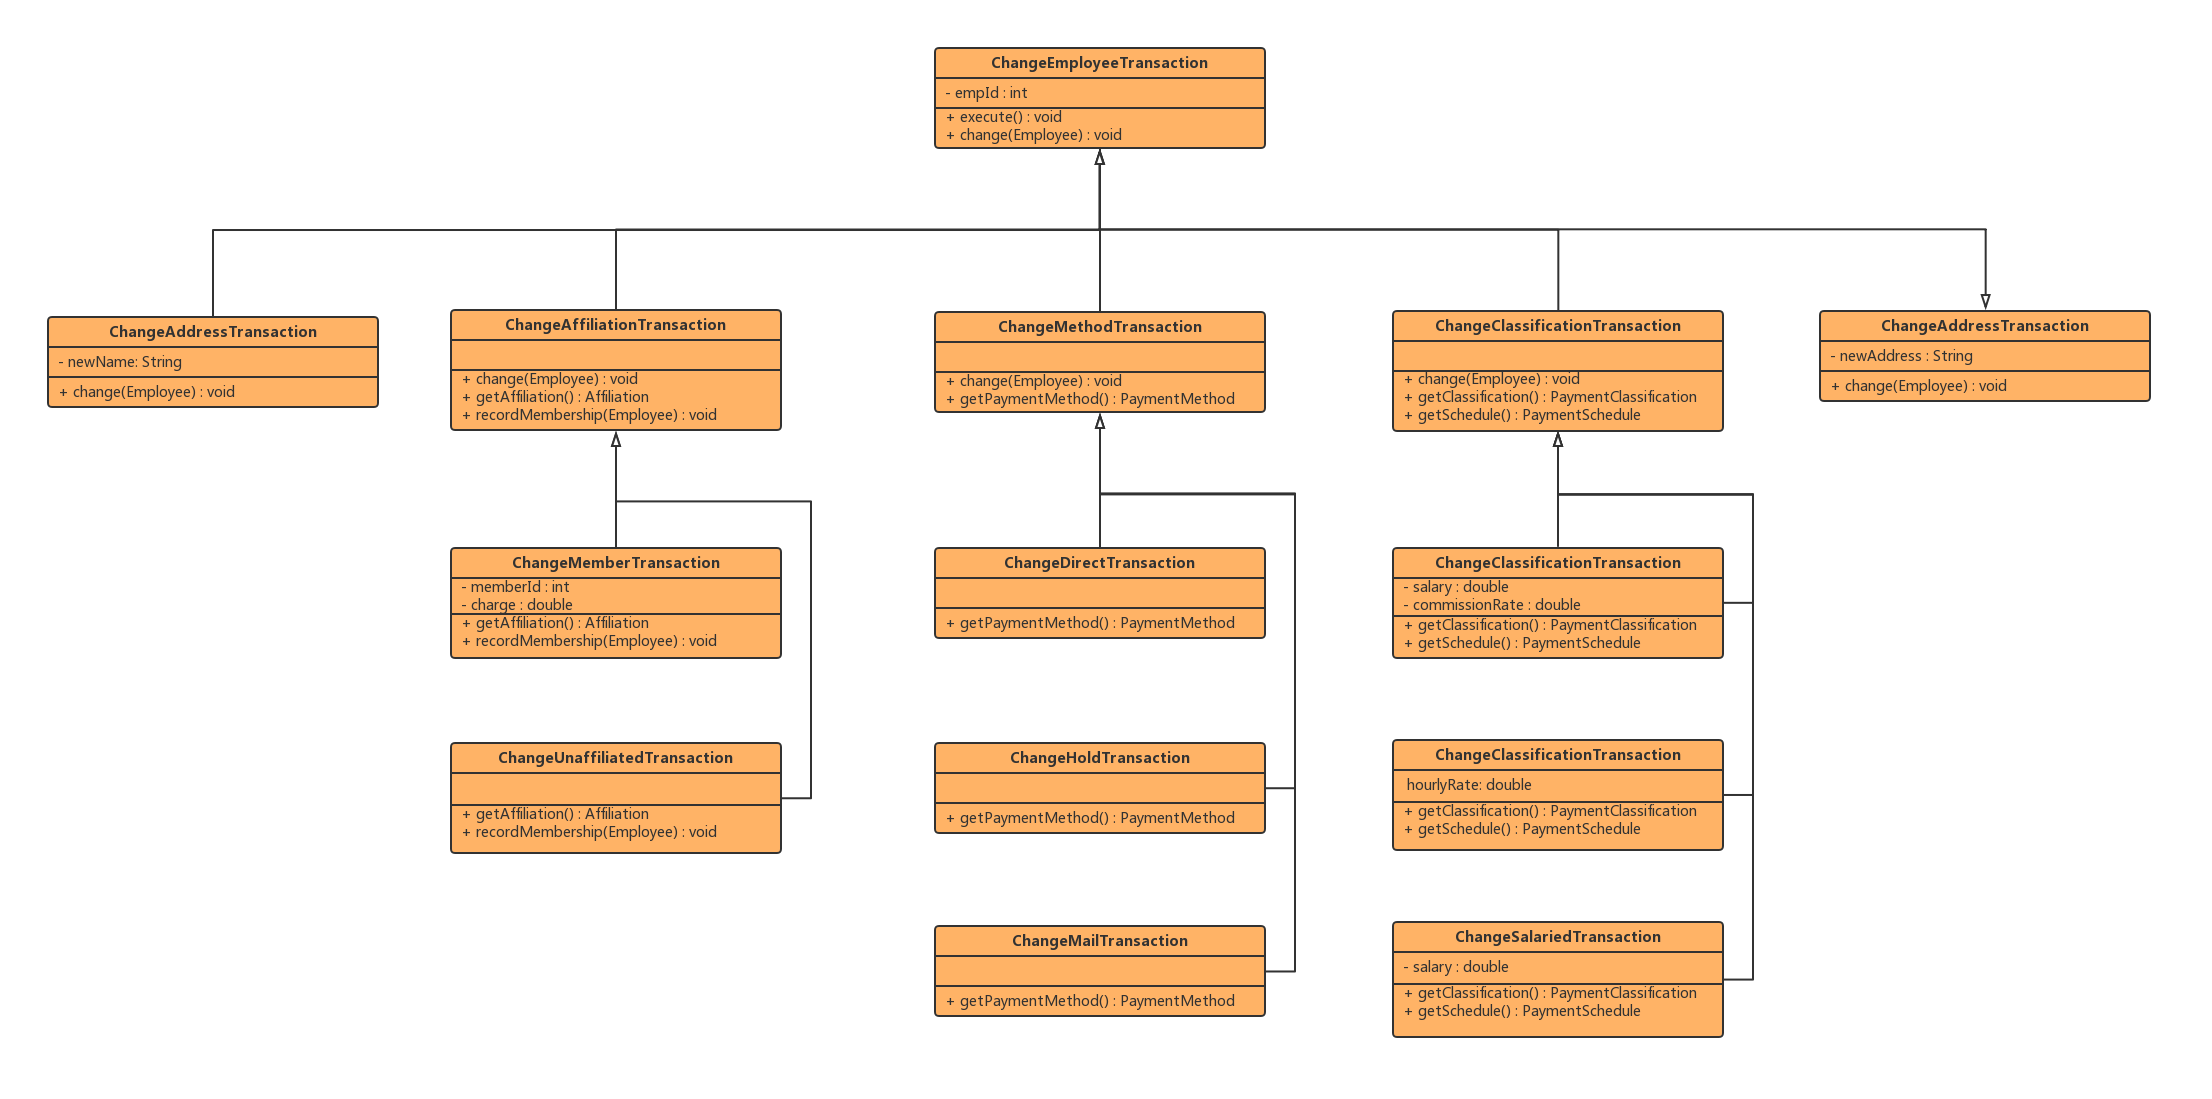 ChangeEmployeeTransaction
- empId : int
+ execute() : void
+ change(Employee) : void
ChangeAddressTransaction
- newName: String
+ change(Employee) : void
ChangeAffiliationTransaction
+ change(Employee) : void
+ getAffiliation() : Affiliation
+ recordMembership(Employee) : void
ChangeMethodTransaction
+ change(Employee) : void
+ getPaymentMethod() : PaymentMethod
ChangeClassificationTransaction
+ change(Employee) : void
+ getClassification() : PaymentClassification
+ getSchedule() : PaymentSchedule
ChangeAddressTransaction
- newAddress : String
+ change(Employee) : void
ChangeMemberTransaction
- memberId : int
- charge : double
+ getAffiliation() : Affiliation
+ recordMembership(Employee) : void
ChangeDirectTransaction
+ getPaymentMethod() : PaymentMethod
ChangeClassificationTransaction
- salary : double
- commissionRate : double
+ getClassification() : PaymentClassification
+ getSchedule() : PaymentSchedule
ChangeUnaffiliatedTransaction
+ getAffiliation() : Affiliation
+ recordMembership(Employee) : void
ChangeHoldTransaction
+ getPaymentMethod() : PaymentMethod
ChangeClassificationTransaction
hourlyRate: double
+ getClassification() : PaymentClassification
+ getSchedule() : PaymentSchedule
ChangeMailTransaction
+ getPaymentMethod() : PaymentMethod
ChangeSalariedTransaction
- salary : double
+ getClassification() : PaymentClassification
+ getSchedule() : PaymentSchedule